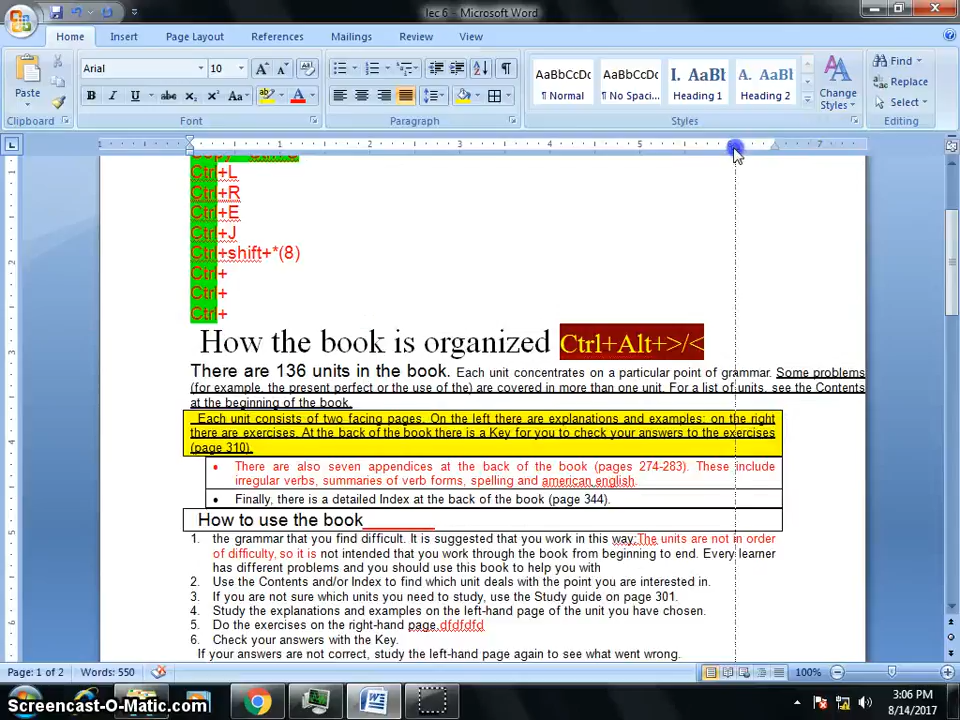 lec 6 - Microsoft Word
Home Insert Page Layout References Mailings Review View
Paste
Arial 10
AaBbCcDc AaBbCcDc I. AaBb A. AaBb
¶ Normal ¶ No Spaci... Heading 1 Heading 2
Change Styles
Find
Replace
Select
Clipboard Font Paragraph Styles Editing
1 1 2 3 4 5 7
Ctrl+L
Ctrl+R
Ctrl+E
Ctrl+J
Ctrl+shift+*(8)
Ctrl+
Ctrl+
Ctrl+
How the book is organized Ctrl+Alt+>/<
There are 136 units in the book. Each unit concentrates on a particular point of grammar. Some problems
(for example, the present perfect or the use of the) are covered in more than one unit. For a list of units, see the Contents
at the beginning of the book.
Each unit consists of two facing pages. On the left there are explanations and examples; on the right
there are exercises. At the back of the book there is a Key for you to check your answers to the exercises
(page 310).
• There are also seven appendices at the back of the book (pages 274-283). These include
irregular verbs, summaries of verb forms, spelling and american english.
• Finally, there is a detailed Index at the back of the book (page 344).
How to use the book
1. the grammar that you find difficult. It is suggested that you work in this way:The units are not in order
of difficulty, so it is not intended that you work through the book from beginning to end. Every learner
has different problems and you should use this book to help you with
2. Use the Contents and/or Index to find which unit deals with the point you are interested in.
3. If you are not sure which units you need to study, use the Study guide on page 301.
4. Study the explanations and examples on the left-hand page of the unit you have chosen.
5. Do the exercises on the right-hand page.dfdfdfd
6. Check your answers with the Key.
If your answers are not correct, study the left-hand page again to see what went wrong.
Page: 1 of 2 Words: 550 100%
Screencast-O-Matic.com
3:06 PM
8/14/2017